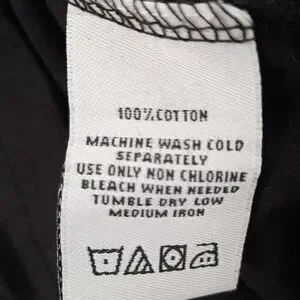 100% COTTON
MACHINE WASH COLD
SEPARATELY
USE ONLY NON CHLORINE
BLEACH WHEN NEEDED
TUMBLE DRY LOW
MEDIUM IRON